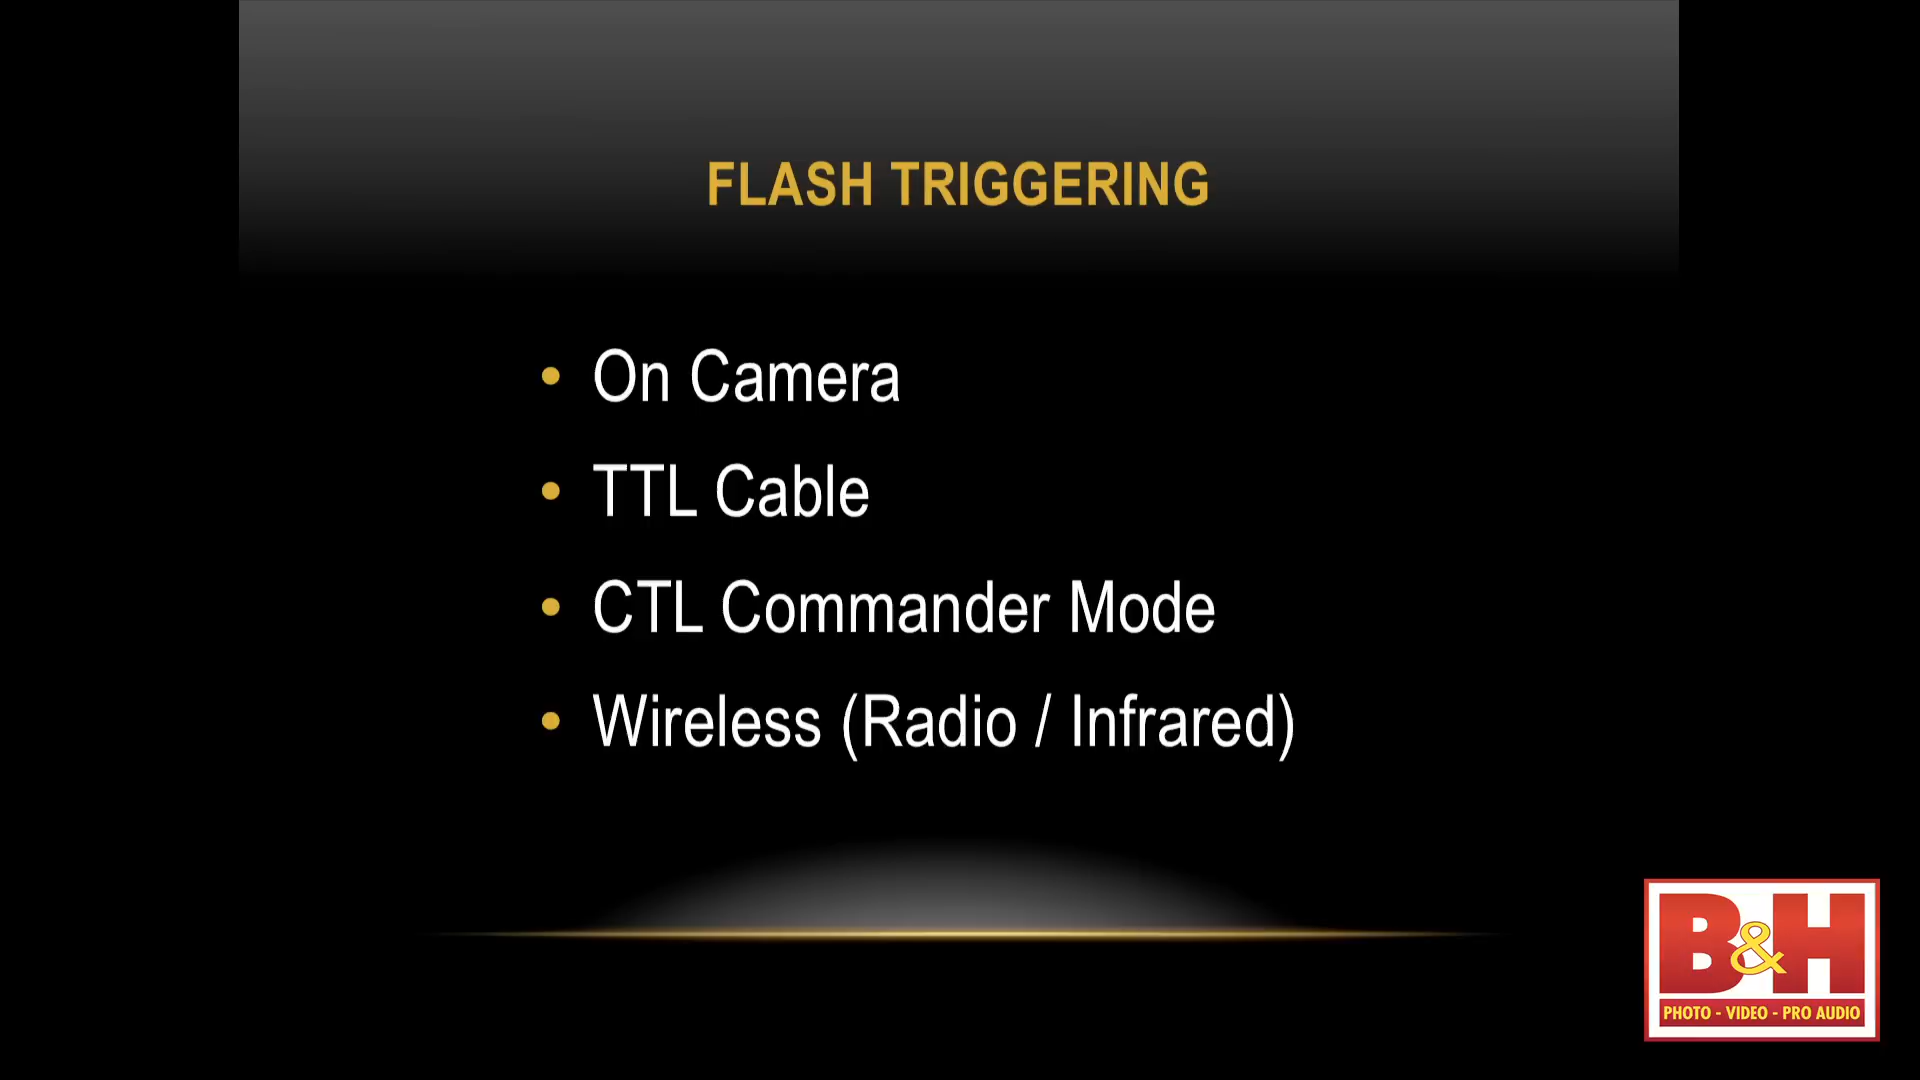 FLASH TRIGGERING
• On Camera
• TTL Cable
• CTL Commander Mode
• Wireless (Radio / Infrared)
B&H
PHOTO - VIDEO - PRO AUDIO